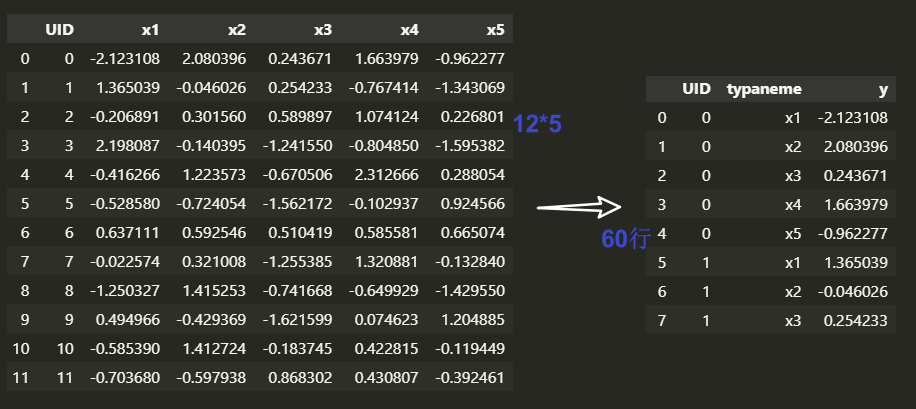 UID x1 x2 x3 x4 x5
0 0 -2.123108 2.080396 0.243671 1.663979 -0.962277
1 1 1.365039 -0.046026 0.254233 -0.767414 -1.343069
2 2 -0.206891 0.301560 0.589897 1.074124 0.226801
3 3 2.198087 -0.140395 -1.241550 -0.804850 -1.595382
4 4 -0.416266 1.223573 -0.670506 2.312666 0.288054
5 5 -0.528580 -0.724054 -1.562172 -0.102937 0.924566
6 6 0.637111 0.592546 0.510419 0.585581 0.665074
7 7 -0.022574 0.321008 -1.255385 1.320881 -0.132840
8 8 -1.250327 1.415253 -0.741668 -0.649929 -1.429550
9 9 0.494966 -0.429369 -1.621599 0.074623 1.204885
10 10 -0.585390 1.412724 -0.183745 0.422815 -0.119449
11 11 -0.703680 -0.597938 0.868302 0.430807 -0.392461
12*5
60行
UID typaneme y
0 0 x1 -2.123108
1 0 x2 2.080396
2 0 x3 0.243671
3 0 x4 1.663979
4 0 x5 -0.962277
5 1 x1 1.365039
6 1 x2 -0.046026
7 1 x3 0.254233